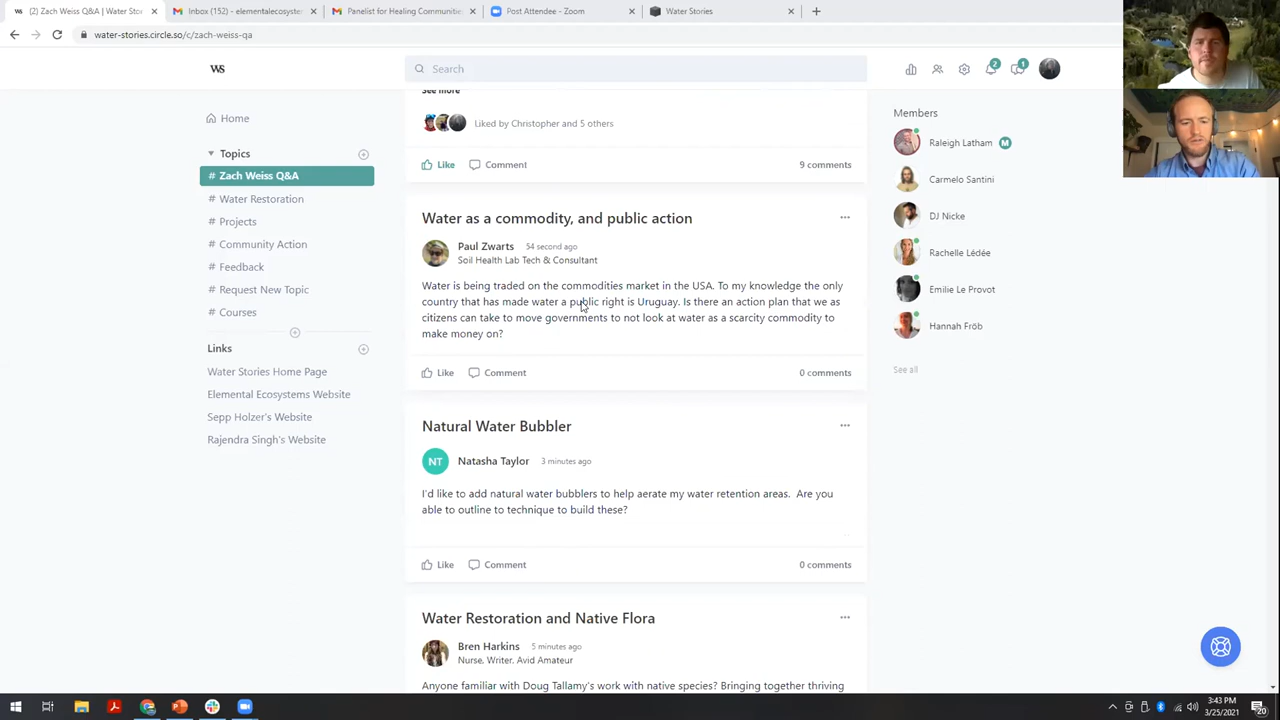 (2) Zach Weiss Q&A | Water Sto
Inbox (152) - elementalecosystem
Panelist for Healing Communitie
Post Attendee - Zoom
Water Stories
water-stories.circle.so/c/zach-weiss-qa
Search
2
1
Home
Topics
# Zach Weiss Q&A
# Water Restoration
# Projects
# Community Action
# Feedback
# Request New Topic
# Courses
Links
Water Stories Home Page
Elemental Ecosystems Website
Sepp Holzer's Website
Rajendra Singh's Website
See more
Liked by Christopher and 5 others
Like
Comment
9 comments
Water as a commodity, and public action
Paul Zwarts
54 second ago
Soil Health Lab Tech & Consultant
Water is being traded on the commodities market in the USA. To my knowledge the only
country that has made water a public right is Uruguay. Is there an action plan that we as
citizens can take to move governments to not look at water as a scarcity commodity to
make money on?
Like
Comment
0 comments
Natural Water Bubbler
NT
Natasha Taylor
3 minutes ago
I'd like to add natural water bubblers to help aerate my water retention areas. Are you
able to outline to technique to build these?
Like
Comment
0 comments
Water Restoration and Native Flora
Bren Harkins
5 minutes ago
Nurse, Writer, Avid Amateur
Anyone familiar with Doug Tallamy's work with native species? Bringing together thriving
Members
Raleigh Latham
M
Carmelo Santini
DJ Nicke
Rachelle Lédée
Emilie Le Provot
Hannah Fröb
See all
3:43 PM
3/25/2021
20